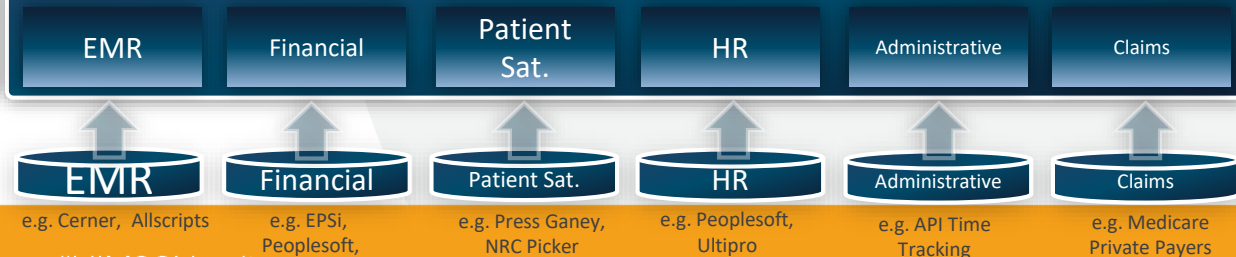 EMR
Financial
Patient
Sat.
HR
Administrative
Claims
EMR
Financial
Patient Sat.
HR
Administrative
Claims
e.g. Cerner, Allscripts
e.g. EPSi,
Peoplesoft,
e.g. Press Ganey,
NRC Picker
e.g. Peoplesoft,
Ultipro
e.g. API Time
Tracking
e.g. Medicare
Private Payers